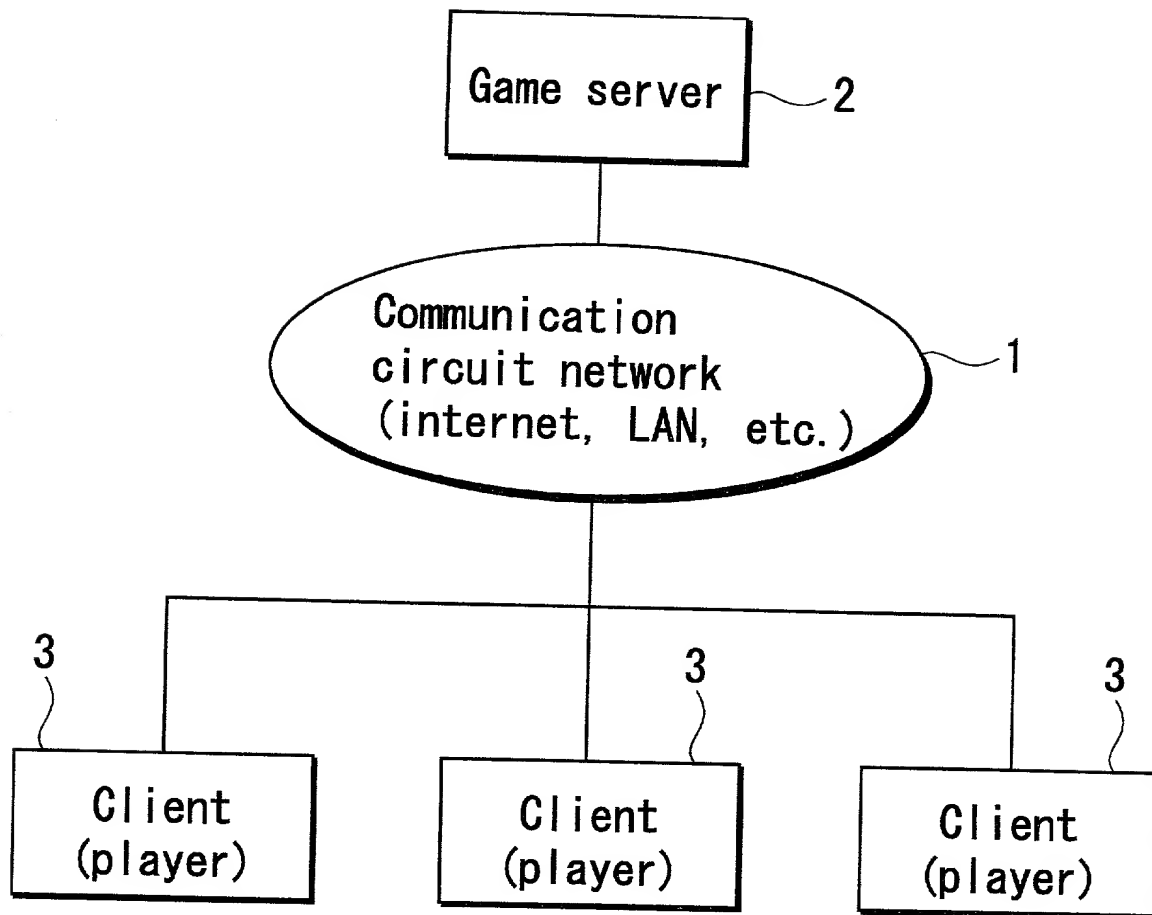 Game server
2
Communication
circuit network
(internet, LAN, etc.)
1
3
3
3
Client
(player)
Client
(player)
Client
(player)